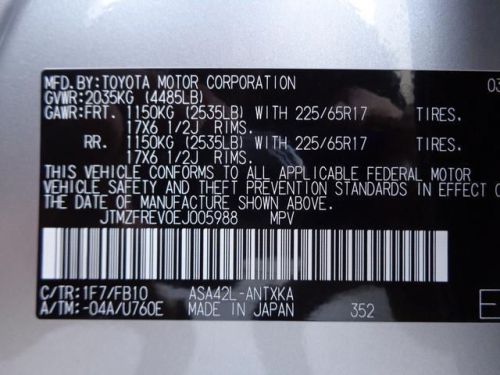 MFD. BY: TOYOTA MOTOR CORPORATION 03
GVWR: 2035KG (4485LB)
GAWR: FRT. 1150KG (2535LB) WITH 225/65R17 TIRES.
17X6 1/2J RIMS.
RR. 1150KG (2535LB) WITH 225/65R17 TIRES.
17X6 1/2J RIMS.
THIS VEHICLE CONFORMS TO ALL APPLICABLE FEDERAL MOTOR
VEHICLE SAFETY AND THEFT PREVENTION STANDARDS IN EFFECT O
THE DATE OF MANUFACTURE SHOWN ABOVE.
JTMZFREV0EJ005988 MPV
C/TR: 1F7/FB10 ASA42L-ANTXKA
A/TM: -04A/U760E MADE IN JAPAN 352